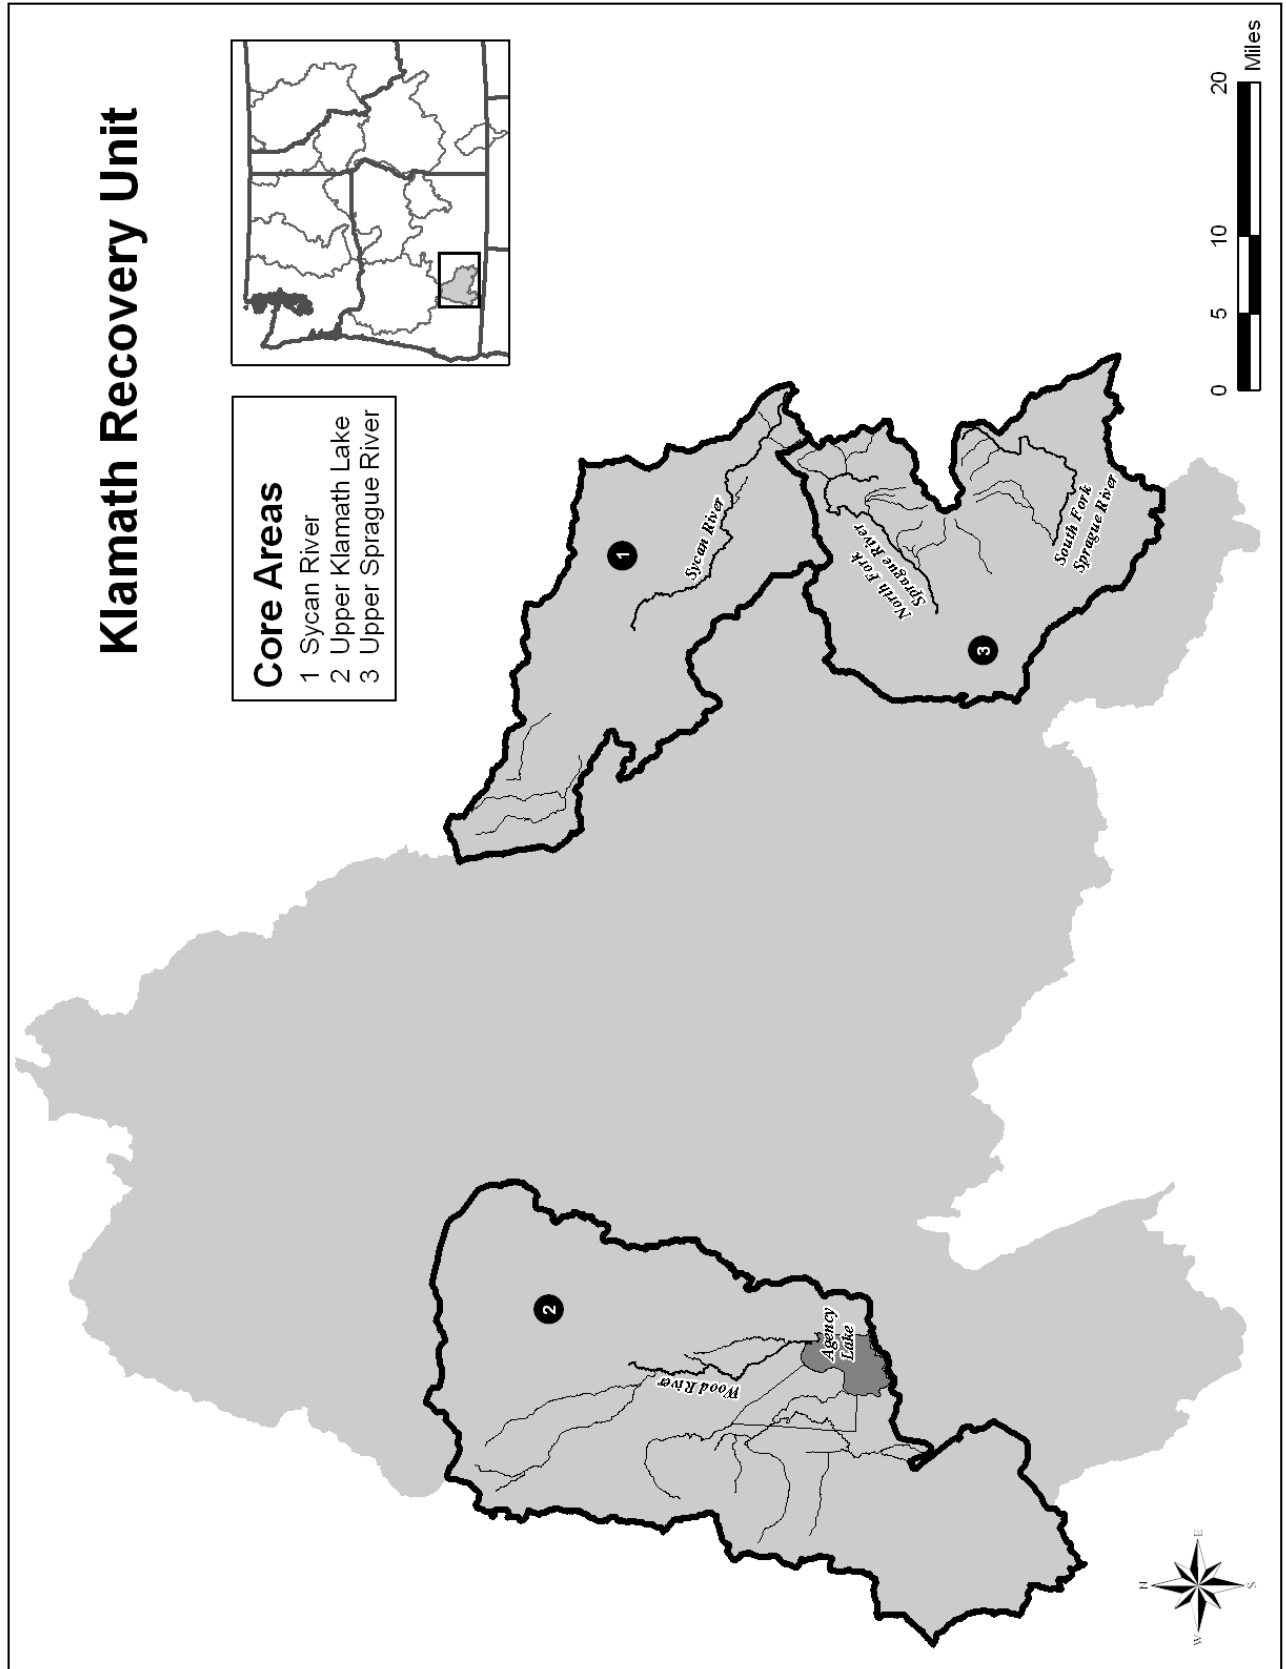 Klamath Recovery Unit
Core Areas
1 Sycan River
2 Upper Klamath Lake
3 Upper Sprague River
1
Sycan River
2
Wood River
Agency
Lake
North Fork
Sprague River
3
South Fork
Sprague River
N
W
E
S
0 5 10 20
Miles